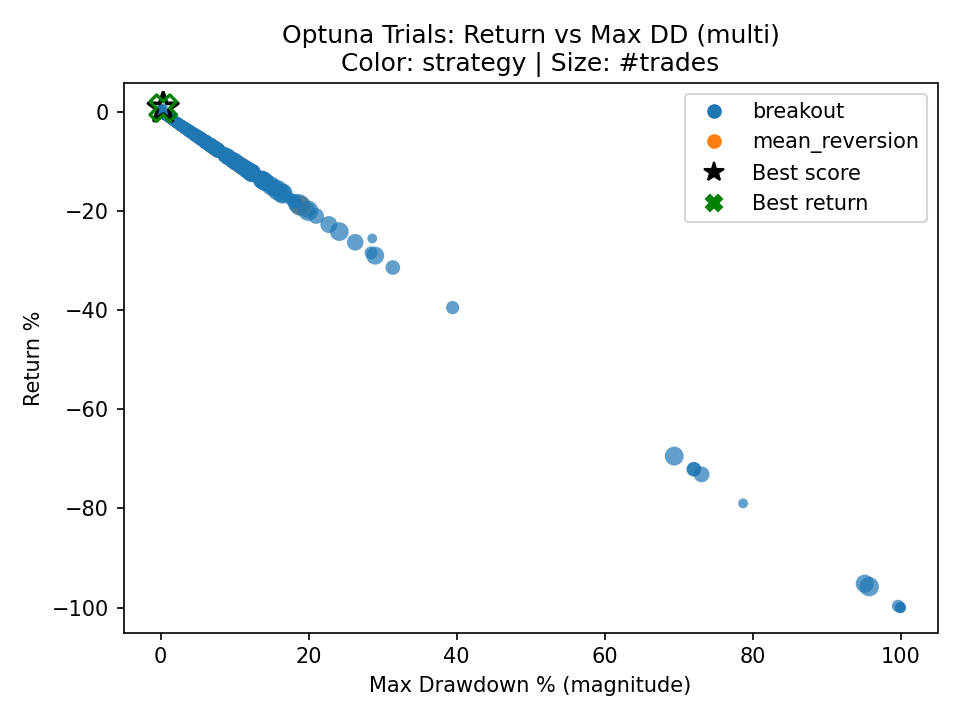 Optuna Trials: Return vs Max DD (multi)
Color: strategy | Size: #trades
breakout
mean_reversion
Best score
Best return
Return %
0
−20
−40
−60
−80
−100
0
20
40
60
80
100
Max Drawdown % (magnitude)